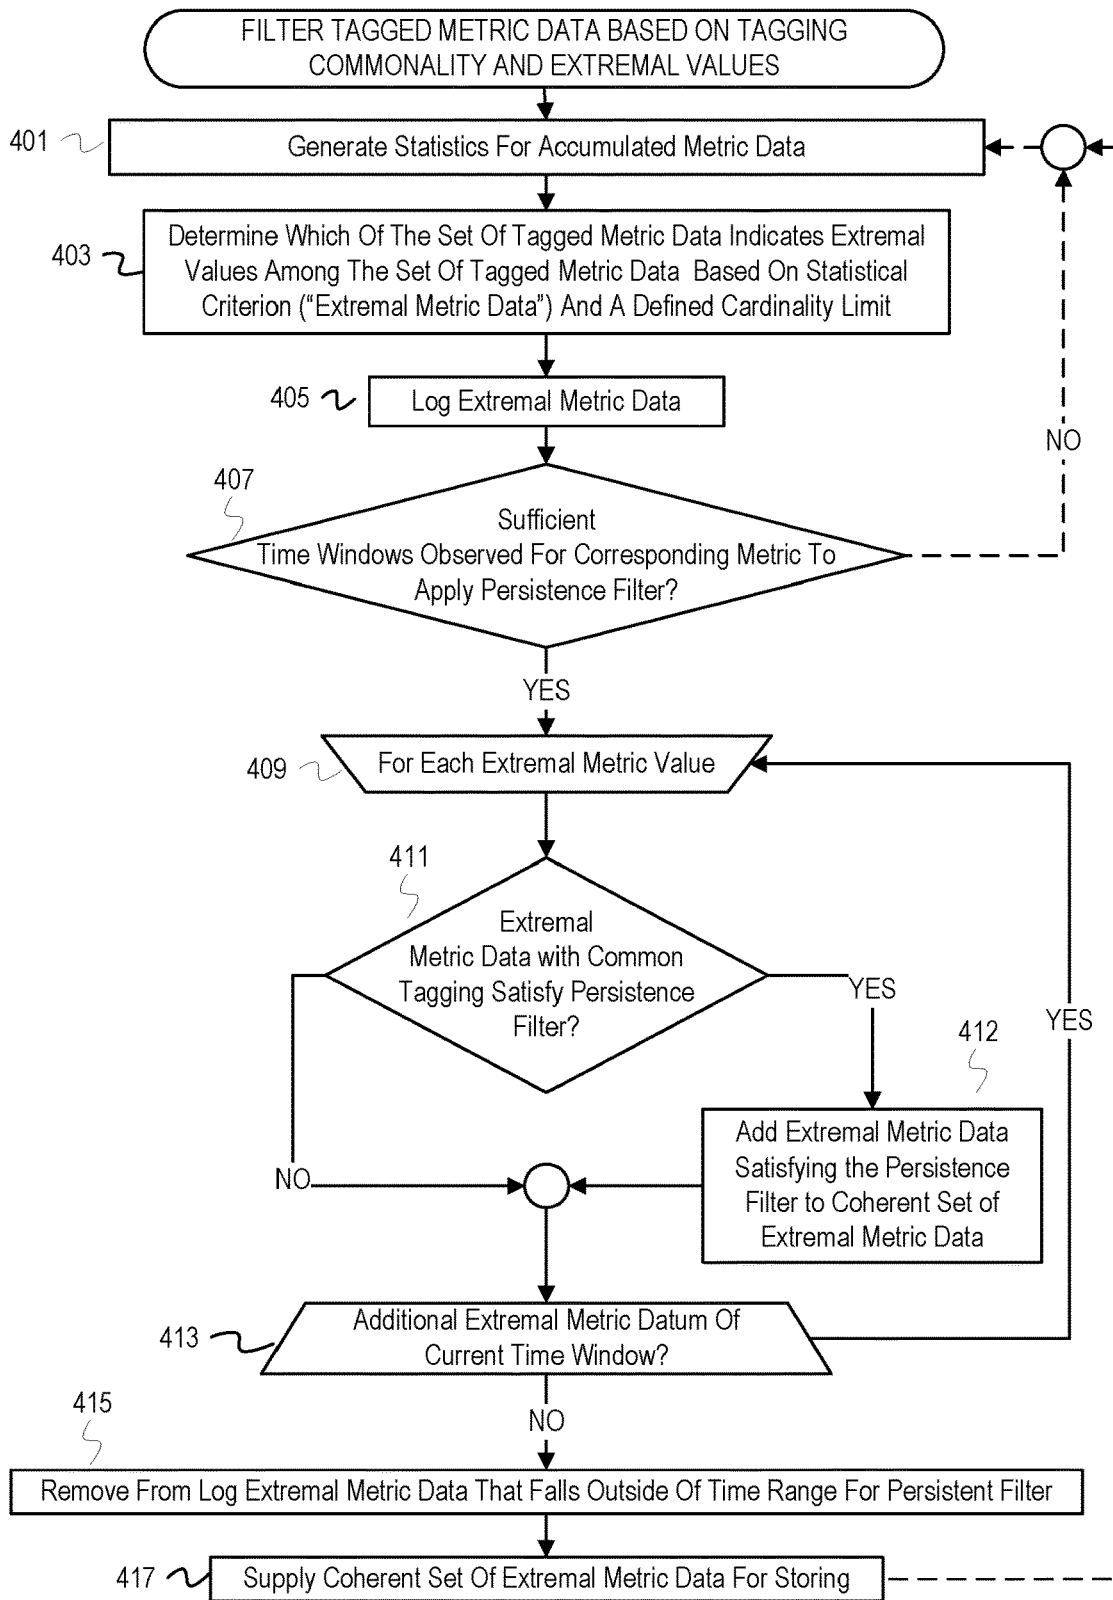 FILTER TAGGED METRIC DATA BASED ON TAGGING
COMMONALITY AND EXTREMAL VALUES
401
Generate Statistics For Accumulated Metric Data
403
Determine Which Of The Set Of Tagged Metric Data Indicates Extremal
Values Among The Set Of Tagged Metric Data Based On Statistical
Criterion (“Extremal Metric Data”) And A Defined Cardinality Limit
405
Log Extremal Metric Data
NO
407
Sufficient
Time Windows Observed For Corresponding Metric To
Apply Persistence Filter?
YES
409
For Each Extremal Metric Value
411
Extremal
Metric Data with Common
Tagging Satisfy Persistence
Filter?
YES
YES
412
Add Extremal Metric Data
Satisfying the Persistence
Filter to Coherent Set of
Extremal Metric Data
NO
413
Additional Extremal Metric Datum Of
Current Time Window?
NO
415
Remove From Log Extremal Metric Data That Falls Outside Of Time Range For Persistent Filter
417
Supply Coherent Set Of Extremal Metric Data For Storing